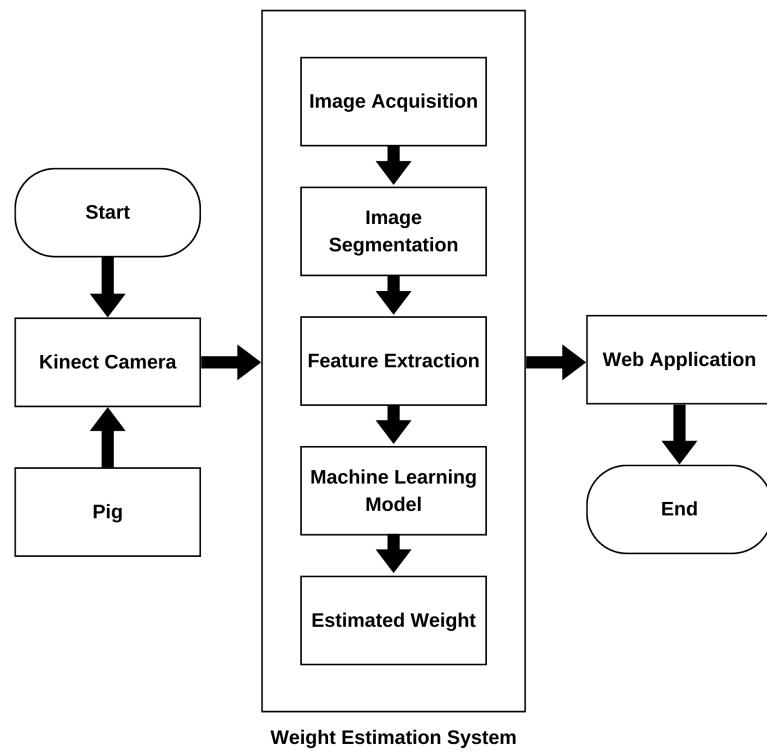 Start
Kinect Camera
Pig
Image Acquisition
Image
Segmentation
Feature Extraction
Machine Learning
Model
Estimated Weight
Weight Estimation System
Web Application
End